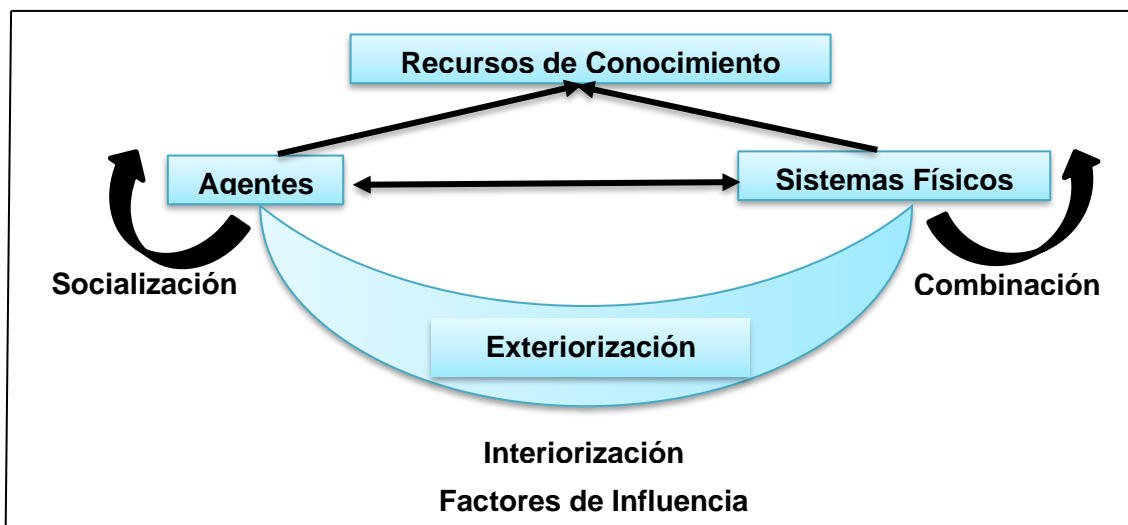 Recursos de Conocimiento
Agentes
Sistemas Físicos
Socialización
Combinación
Exteriorización
Interiorización
Factores de Influencia